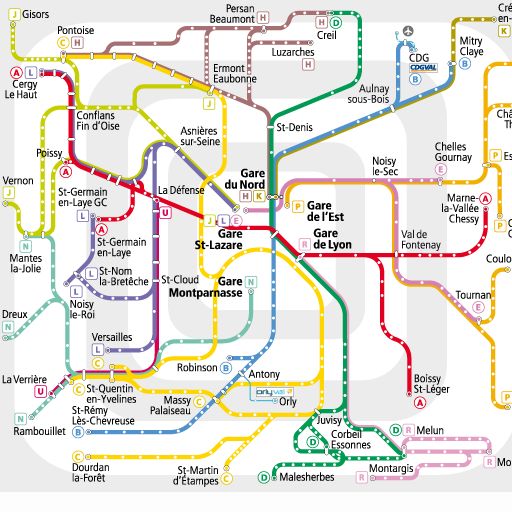 Gisors
J
Persan
Beaumont
H
D
Creil
Cré
en-
K
Pontoise
C
H
Luzarches
H
Mitry
Claye
B
A
L
Cergy
Le Haut
Ermont
Eaubonne
CDG
CDGVAL
B
Aulnay
sous-Bois
J
Conflans
Fin d'Oise
Asnières
sur-Seine
St-Denis
Châ
Th
Poissy
A
Chelles
Gournay
E
P
Es
Noisy
le-Sec
Vernon
J
St-Germain
en-Laye GC
La Défense
Gare
du Nord
H
K
Marne-la-
Vallée
Chessy
A
L
A
U
J
L
E
P
Gare
de l'Est
P
St-Germain
en-Laye
Gare
St-Lazare
R
Gare
de Lyon
Val de
Fontenay
N
Mantes
la-Jolie
L
St-Nom
la-Bretêche
St-Cloud
Gare
Montparnasse
N
Coulo
L
Noisy
le-Roi
Tournan
E
Dreux
N
Versailles
L
La Verrière
U
C
C
St-Quentin
en-Yvelines
Robinson
B
Antony
Boissy
St-Léger
A
P
N
Rambouillet
St-Rémy
Lès-Chevreuse
B
Massy
Palaiseau
C
orlyval
Orly
Juvisy
Corbeil
Essonnes
D
R
Melun
C
Dourdan
la-Forêt
St-Martin
d'Étampes
C
D
Malesherbes
R
Montargis
R
Mo